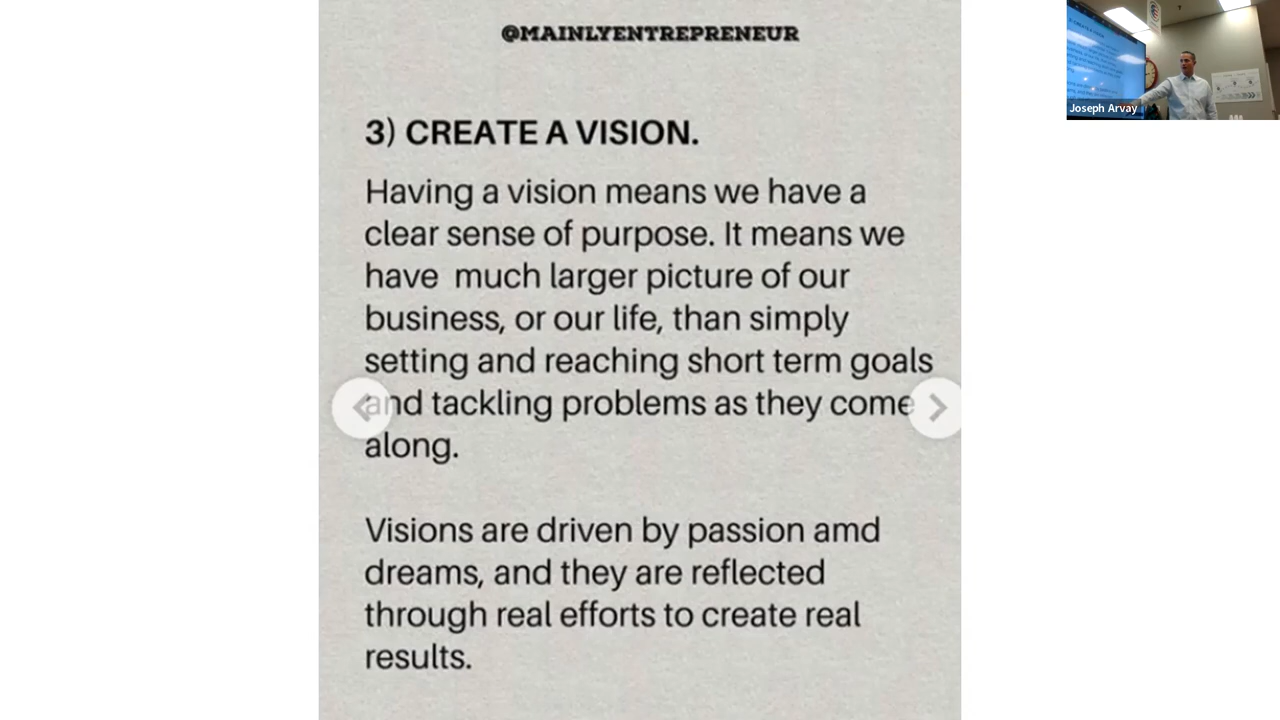 @MAINLYENTREPRENEUR
3) CREATE A VISION.
Having a vision means we have a
clear sense of purpose. It means we
have much larger picture of our
business, or our life, than simply
setting and reaching short term goals
and tackling problems as they come
along.
Visions are driven by passion amd
dreams, and they are reflected
through real efforts to create real
results.
Joseph Arvay